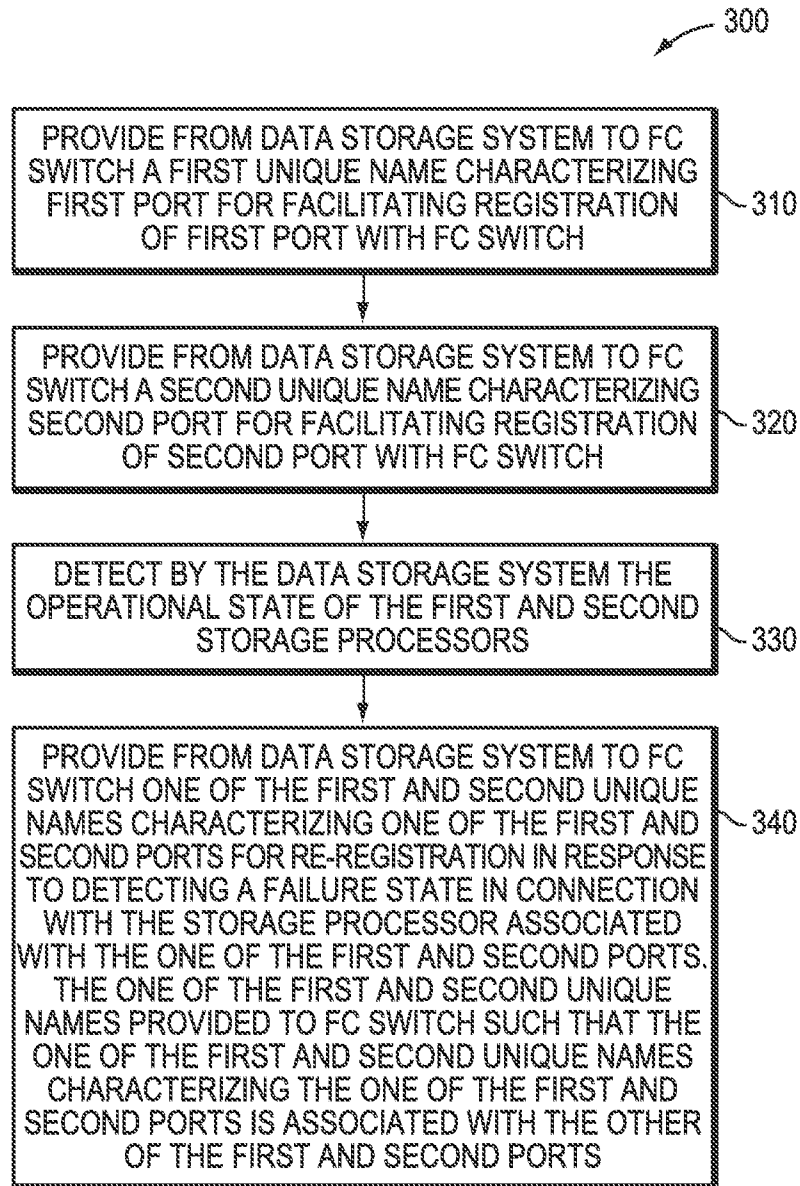 300
PROVIDE FROM DATA STORAGE SYSTEM TO FC
SWITCH A FIRST UNIQUE NAME CHARACTERIZING
FIRST PORT FOR FACILITATING REGISTRATION
OF FIRST PORT WITH FC SWITCH
310
PROVIDE FROM DATA STORAGE SYSTEM TO FC
SWITCH A SECOND UNIQUE NAME CHARACTERIZING
SECOND PORT FOR FACILITATING REGISTRATION
OF SECOND PORT WITH FC SWITCH
320
DETECT BY THE DATA STORAGE SYSTEM THE
OPERATIONAL STATE OF THE FIRST AND SECOND
STORAGE PROCESSORS
330
PROVIDE FROM DATA STORAGE SYSTEM TO FC
SWITCH ONE OF THE FIRST AND SECOND UNIQUE
NAMES CHARACTERIZING ONE OF THE FIRST AND
SECOND PORTS FOR RE-REGISTRATION IN RESPONSE
TO DETECTING A FAILURE STATE IN CONNECTION
WITH THE STORAGE PROCESSOR ASSOCIATED
WITH THE ONE OF THE FIRST AND SECOND PORTS.
THE ONE OF THE FIRST AND SECOND UNIQUE
NAMES PROVIDED TO FC SWITCH SUCH THAT THE
ONE OF THE FIRST AND SECOND UNIQUE NAMES
CHARACTERIZING THE ONE OF THE FIRST AND
SECOND PORTS IS ASSOCIATED WITH THE OTHER
OF THE FIRST AND SECOND PORTS
340